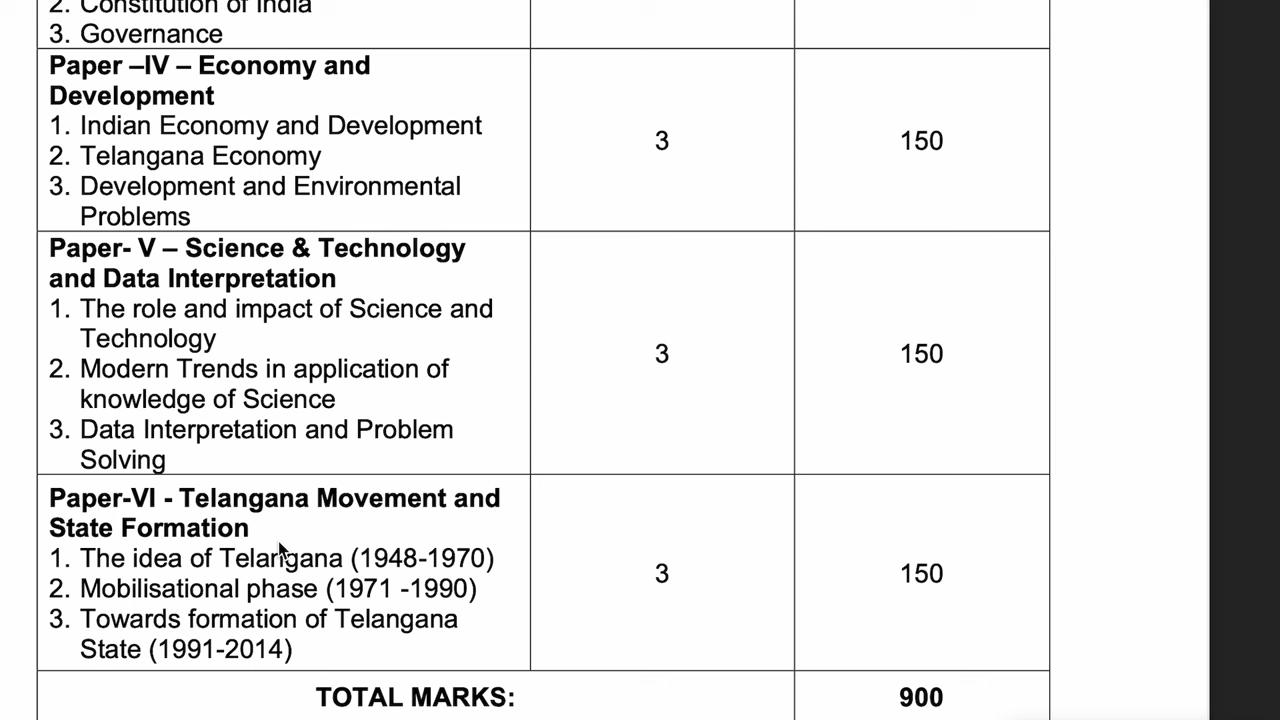 2. Constitution of India
3. Governance
Paper –IV – Economy and
Development
1. Indian Economy and Development
2. Telangana Economy
3. Development and Environmental
Problems
3
150
Paper- V – Science & Technology
and Data Interpretation
1. The role and impact of Science and
Technology
2. Modern Trends in application of
knowledge of Science
3. Data Interpretation and Problem
Solving
3
150
Paper-VI - Telangana Movement and
State Formation
1. The idea of Telangana (1948-1970)
2. Mobilisational phase (1971 -1990)
3. Towards formation of Telangana
State (1991-2014)
3
150
TOTAL MARKS:
900